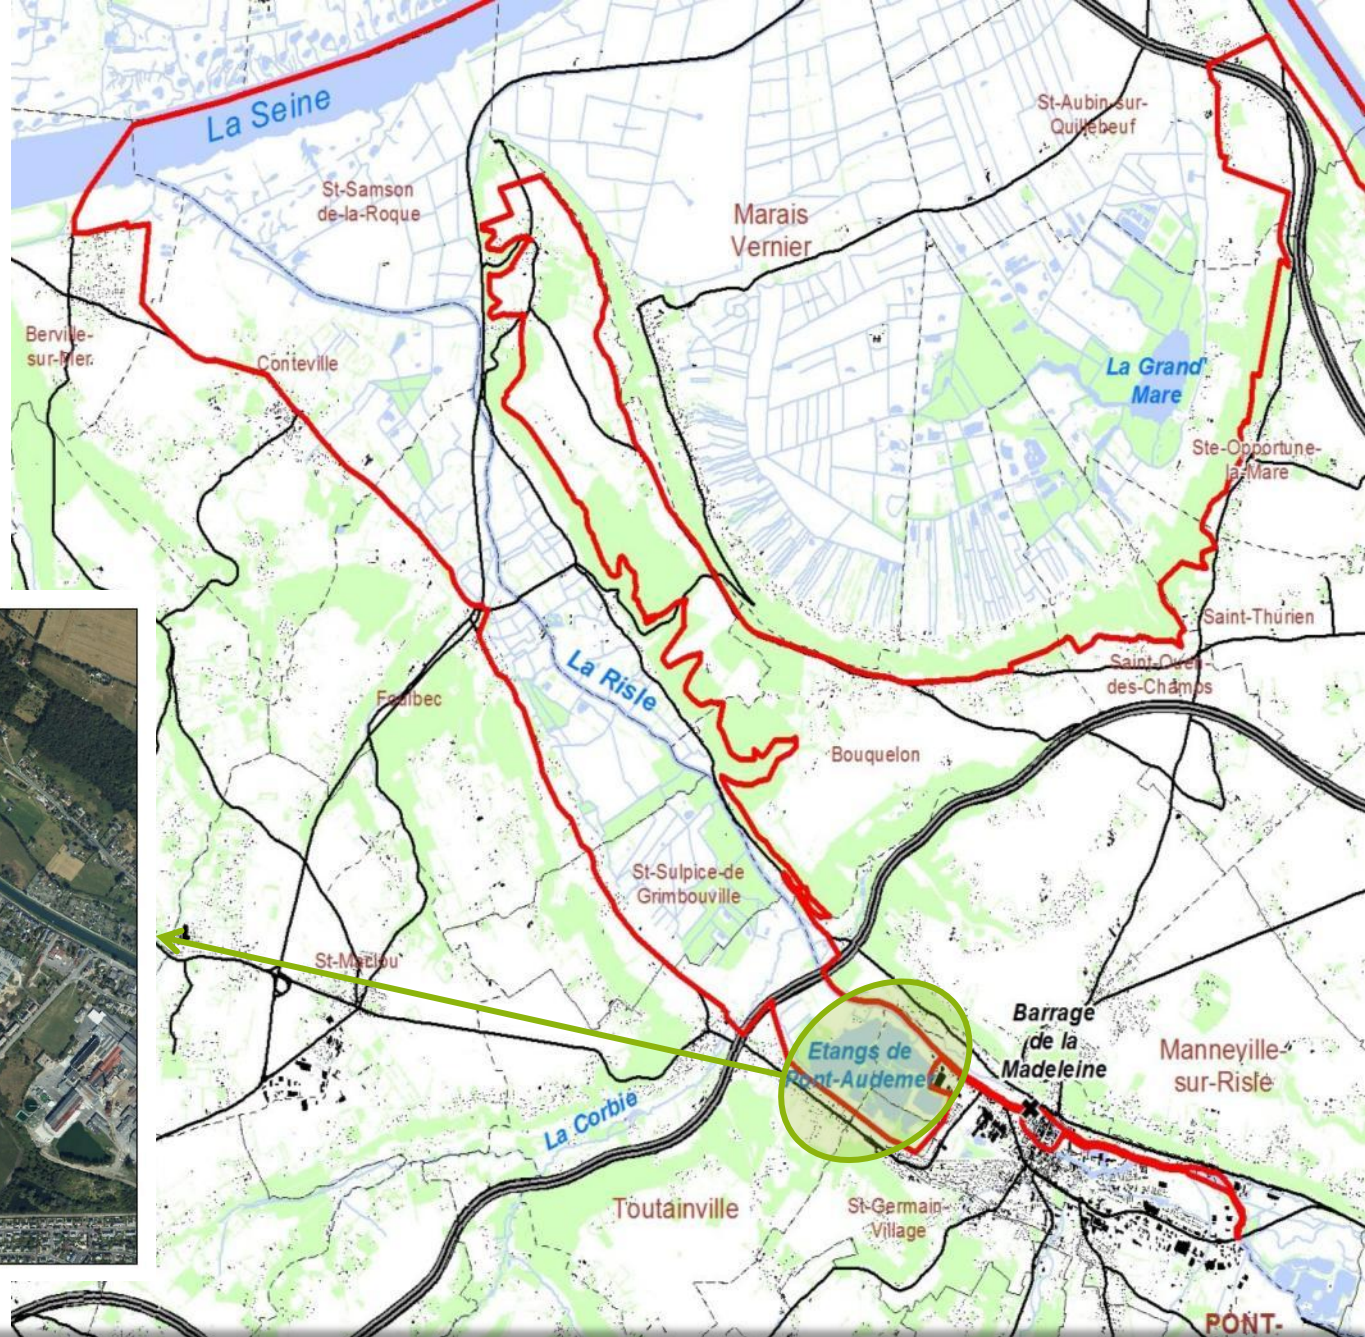 La Seine
St-Aubin-sur-
Quillebeuf
St-Samson
de-la-Roque
Marais
Vernier
Berville-
sur-Mer
Conteville
La Grand'
Mare
Ste-Opportune-
la-Mare
Saint-Thurien
Saint-Ouen-
des-Champs
La Risle
Foulbec
Bouquelon
St-Sulpice-de
Grimbouville
St-Maclou
Barrage
de la
Madeleine
Etangs de
Pont-Audemer
Manneville-
sur-Risle
La Corbie
Toutainville
St-Germain-
Village
PONT-